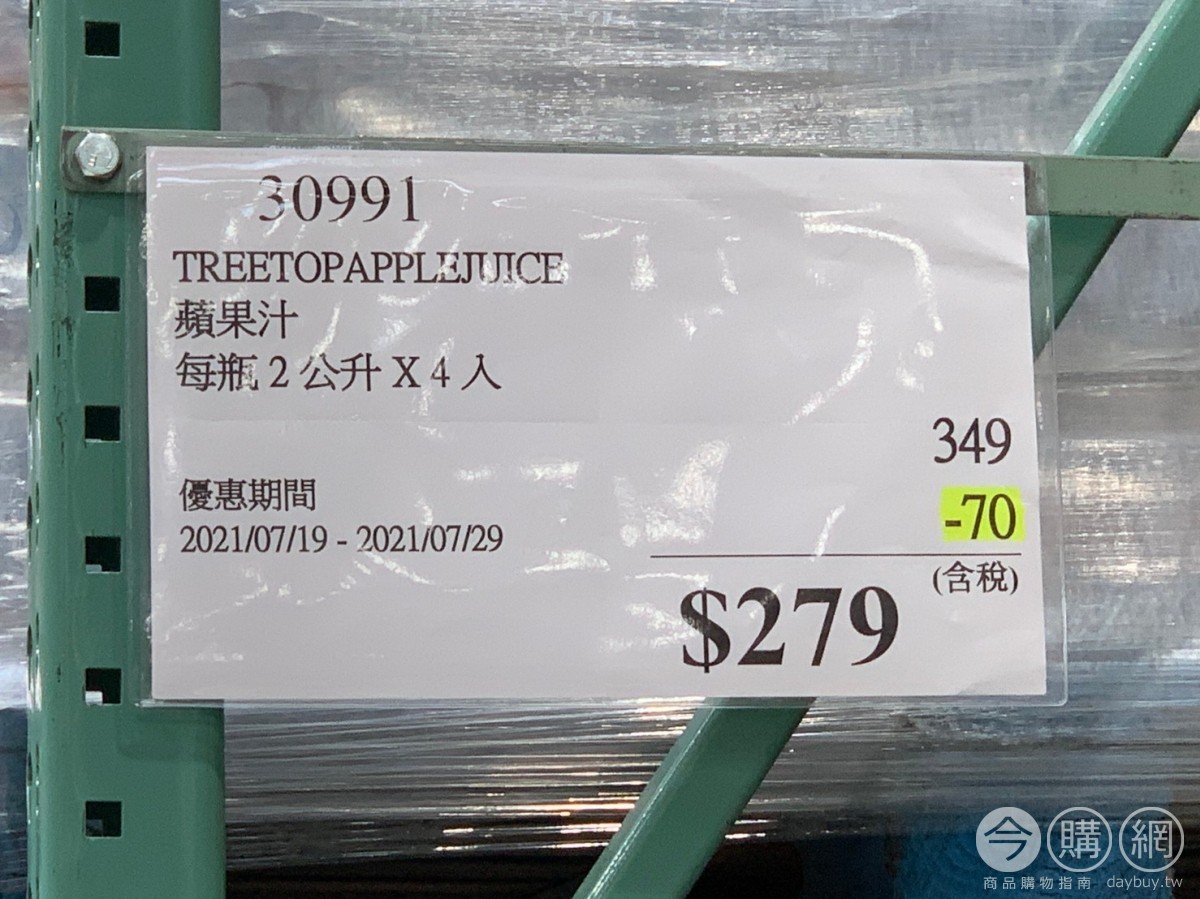 30991
TREETOPAPPLEJUICE
蘋果汁
每瓶 2 公升 X 4 入
349
-70
優惠期間
2021/07/19 - 2021/07/29
(含稅)
$279
今購網
商品購物指南 daybuy.tw